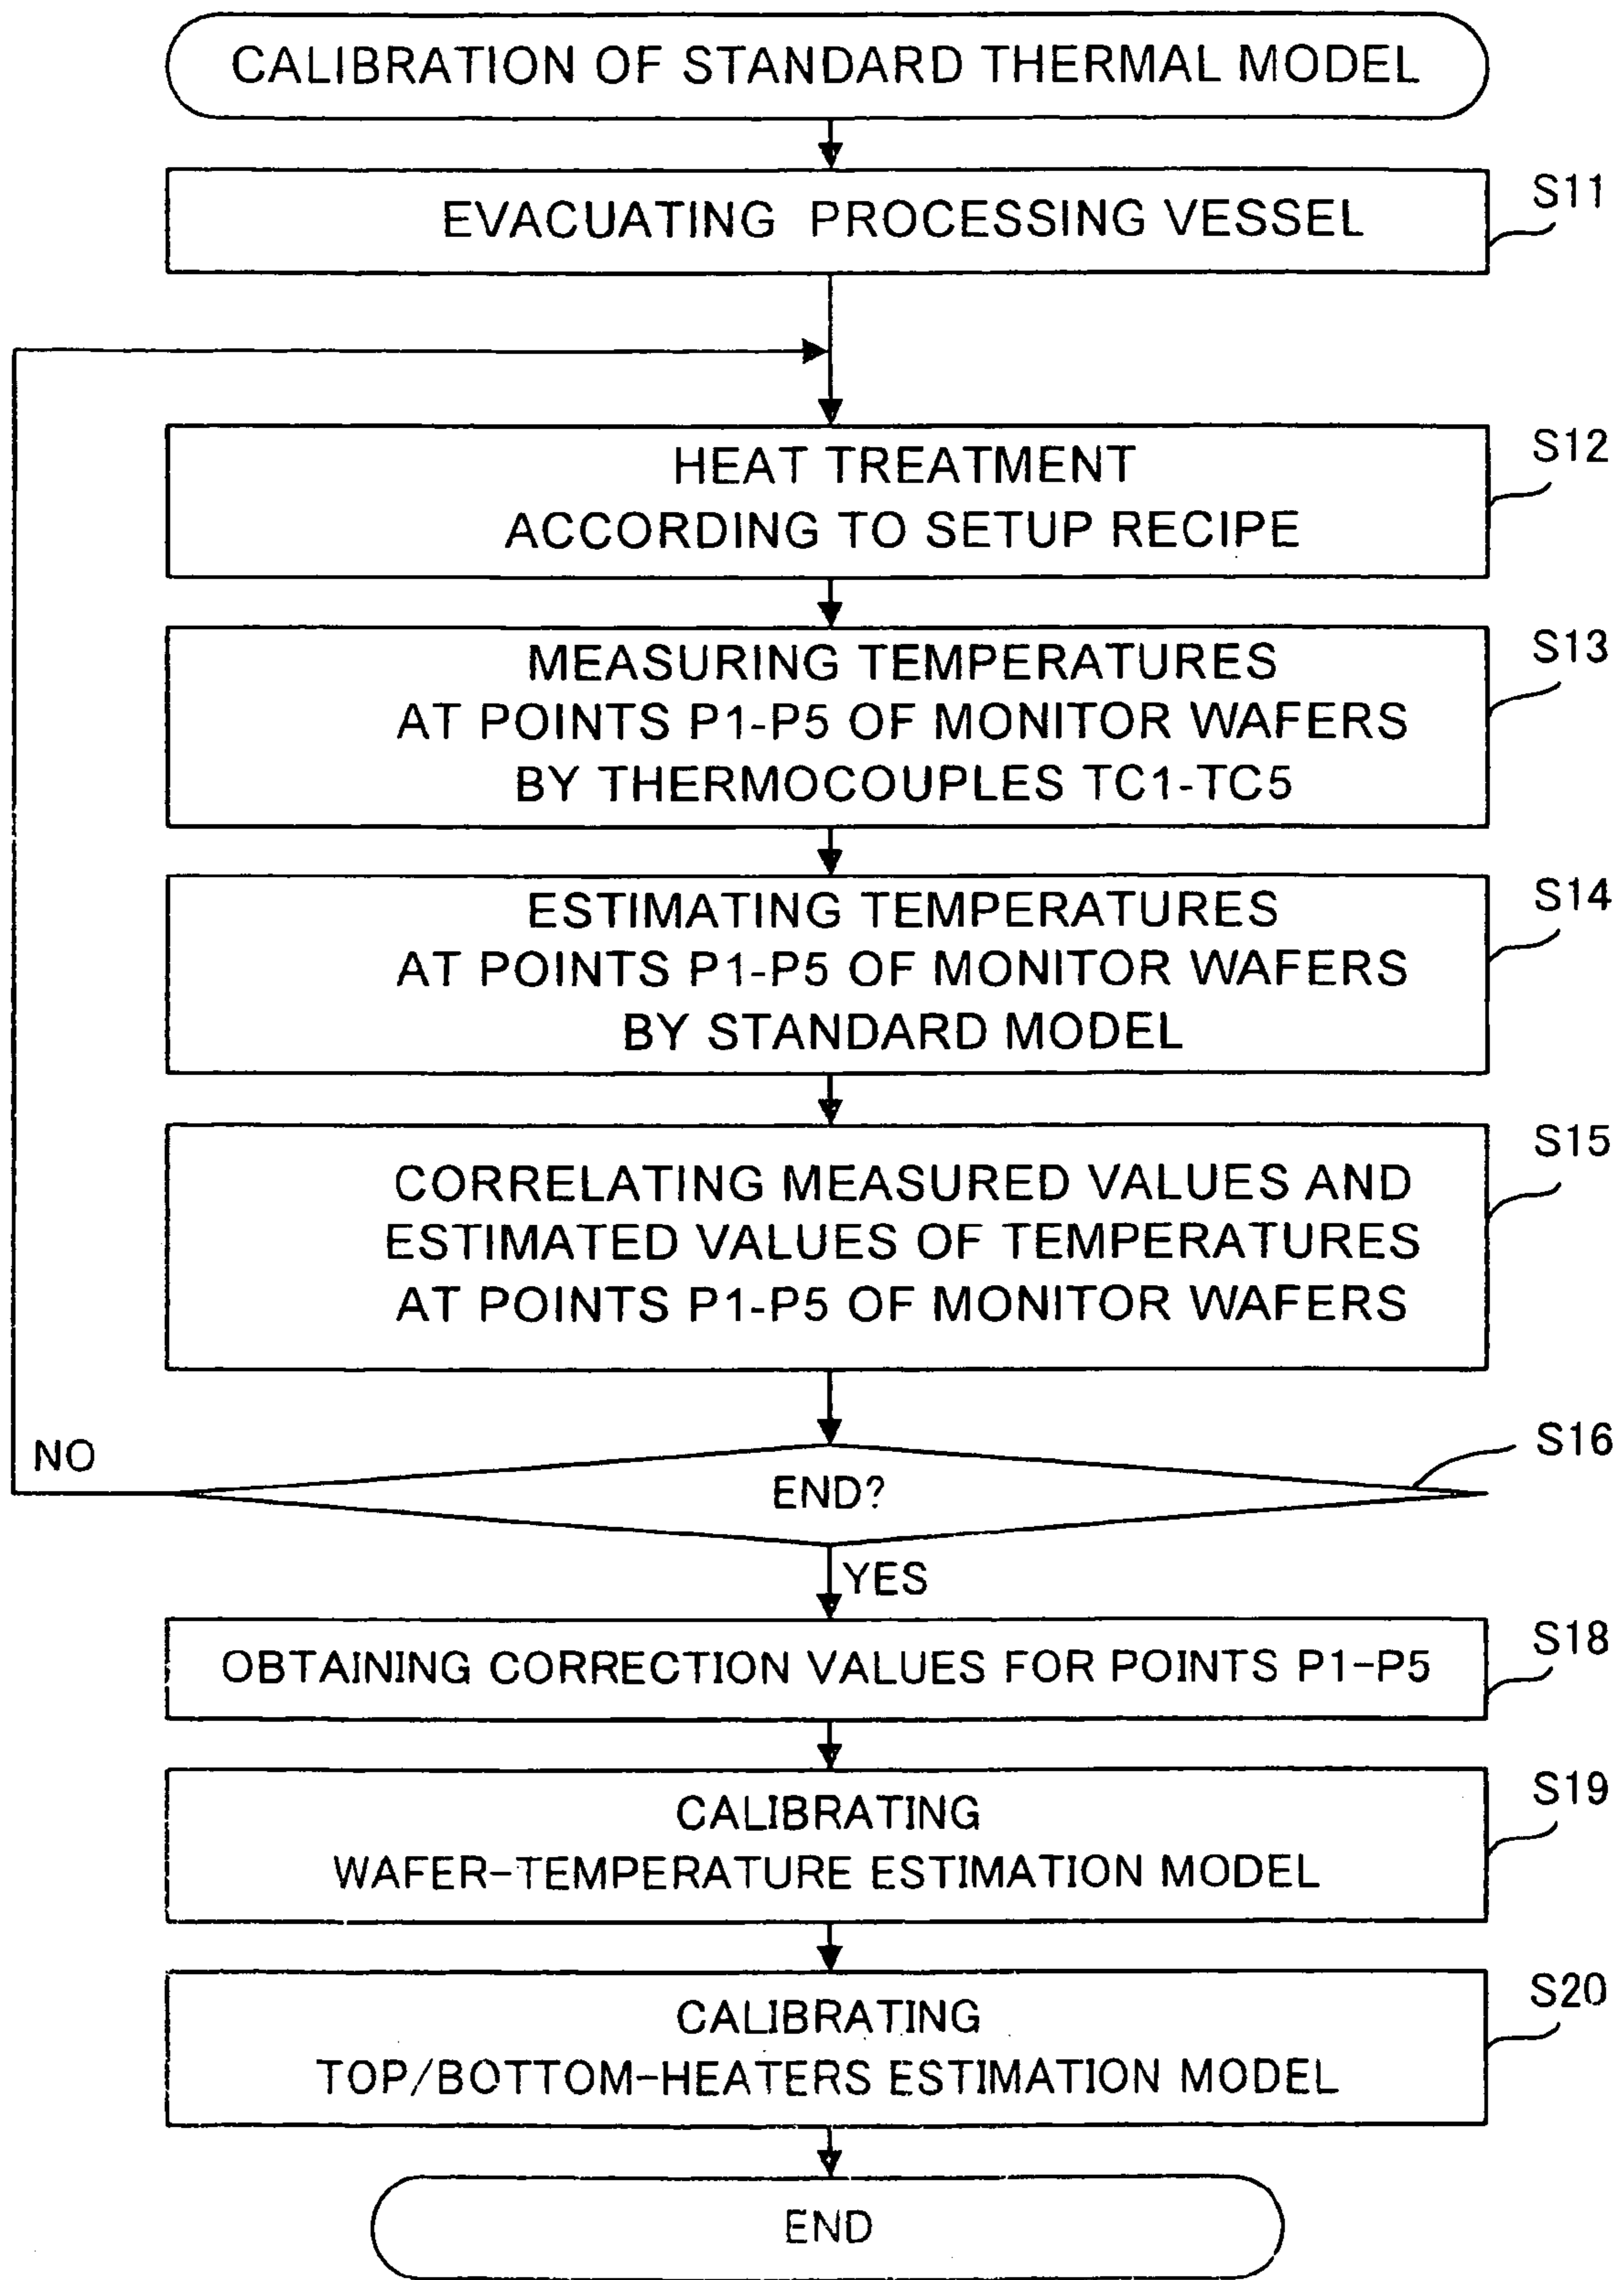 CALIBRATION OF STANDARD THERMAL MODEL
EVACUATING PROCESSING VESSEL
S11
HEAT TREATMENT
ACCORDING TO SETUP RECIPE
S12
MEASURING TEMPERATURES
AT POINTS P1-P5 OF MONITOR WAFERS
BY THERMOCOUPLES TC1-TC5
S13
ESTIMATING TEMPERATURES
AT POINTS P1-P5 OF MONITOR WAFERS
BY STANDARD MODEL
S14
CORRELATING MEASURED VALUES AND
ESTIMATED VALUES OF TEMPERATURES
AT POINTS P1-P5 OF MONITOR WAFERS
S15
NO
END?
S16
YES
OBTAINING CORRECTION VALUES FOR POINTS P1-P5
S18
CALIBRATING
WAFER-TEMPERATURE ESTIMATION MODEL
S19
CALIBRATING
TOP/BOTTOM-HEATERS ESTIMATION MODEL
S20
END